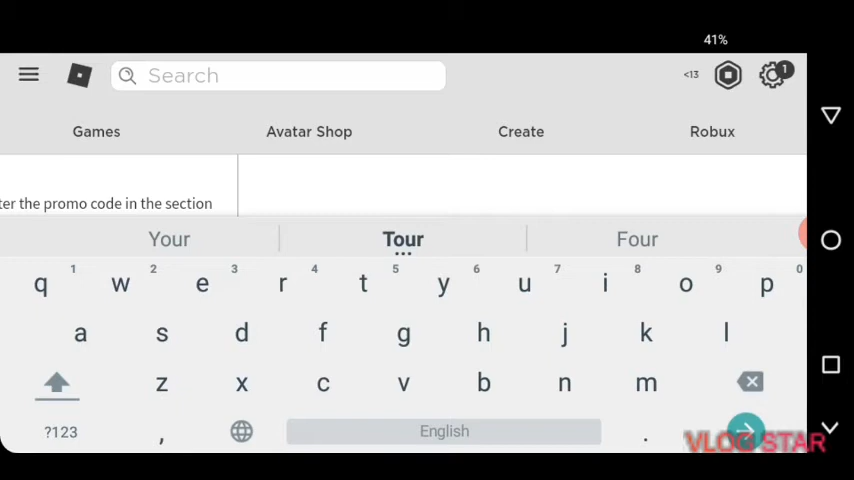 41%
Search
<13
1
Games Avatar Shop Create Robux
ter the promo code in the section
Your Tour Four
1 2 3 4 5 6 7 8 9 0
q w e r t y u i o p
a s d f g h j k l
z x c v b n m
?123 , English .
VLOG STAR